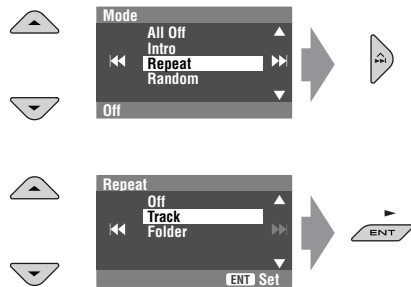 Mode
All Off
Intro
Repeat
Random
Off
Repeat
Off
Track
Folder
ENT Set
ENT